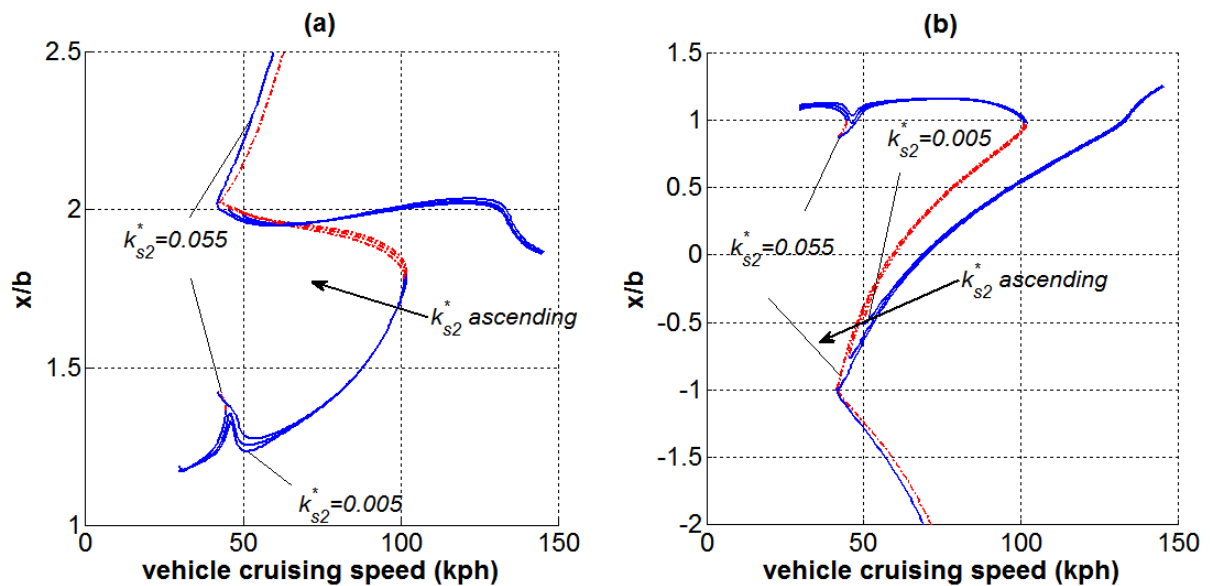 (a)
2.5
2
1.5
1
0
50
100
150
x/b
vehicle cruising speed (kph)
k*s2=0.055
k*s2 ascending
k*s2=0.005
(b)
1.5
1
0.5
0
-0.5
-1
-1.5
-2
0
50
100
150
x/b
vehicle cruising speed (kph)
k*s2=0.005
k*s2=0.055
k*s2 ascending